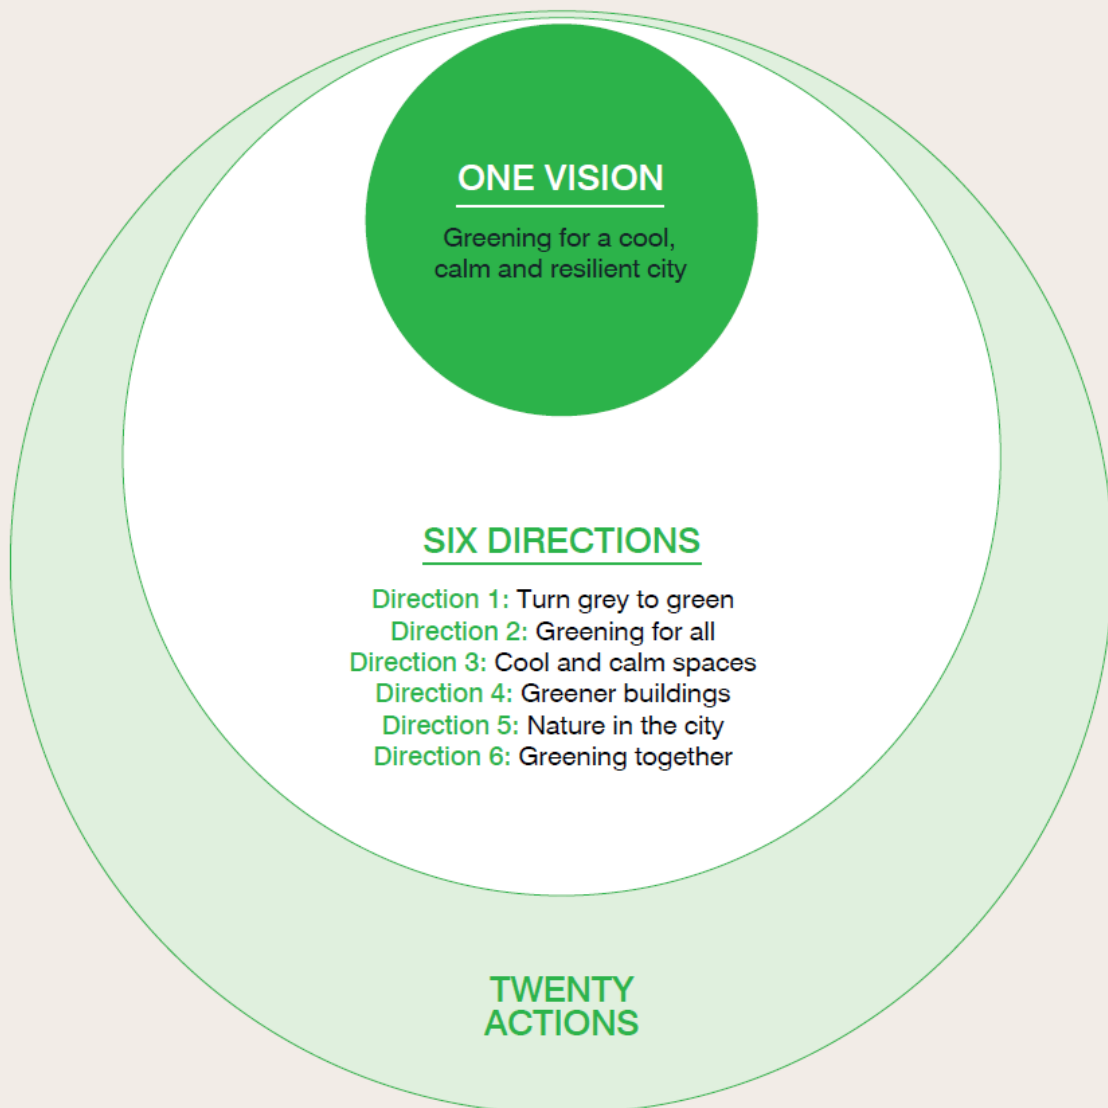 ONE VISION
Greening for a cool,
calm and resilient city
SIX DIRECTIONS
Direction 1: Turn grey to green
Direction 2: Greening for all
Direction 3: Cool and calm spaces
Direction 4: Greener buildings
Direction 5: Nature in the city
Direction 6: Greening together
TWENTY
ACTIONS